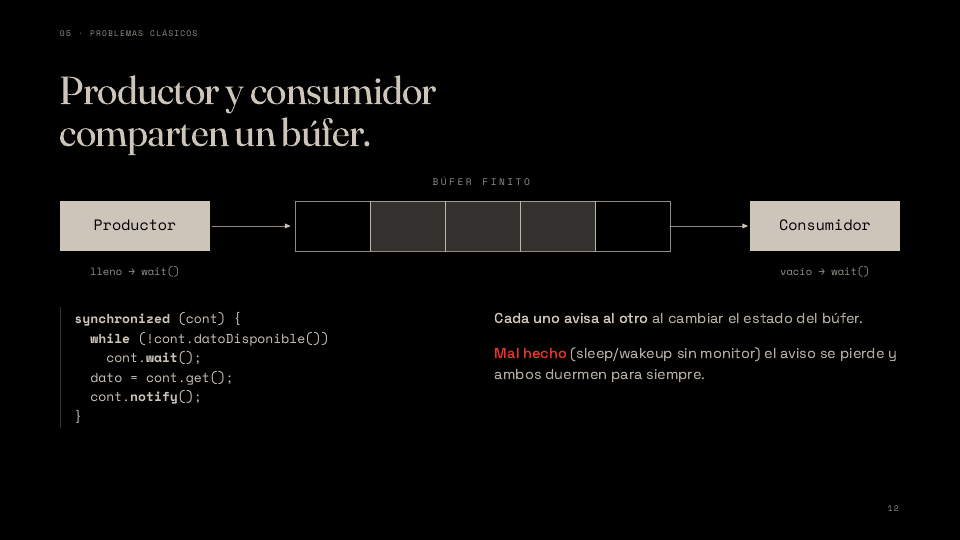 05 · PROBLEMAS CLÁSICOS
Productor y consumidor
comparten un búfer.
BÚFER FINITO
Productor
Consumidor
lleno → wait()
vacío → wait()
synchronized (cont) {
  while (!cont.datoDisponible())
    cont.wait();
  dato = cont.get();
  cont.notify();
}
Cada uno avisa al otro al cambiar el estado del búfer.
Mal hecho (sleep/wakeup sin monitor) el aviso se pierde y
ambos duermen para siempre.
12